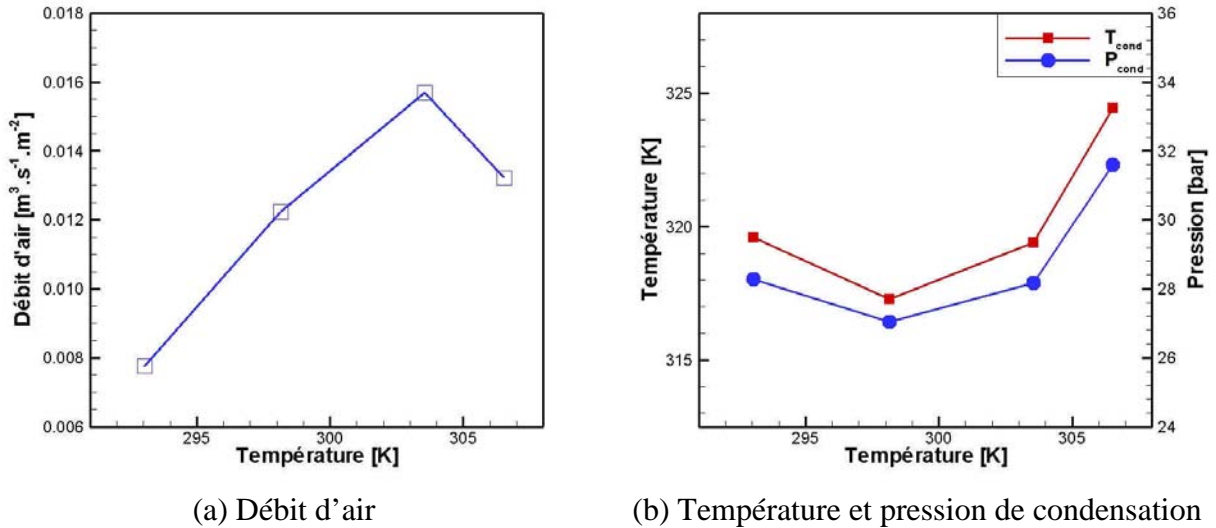 0.018
0.016
0.014
0.012
0.010
0.008
0.006
Débit d'air [m³.s⁻¹.m⁻²]
295
300
305
Température [K]
(a) Débit d’air
T_cond
P_cond
325
320
315
Température [K]
36
34
32
30
28
26
24
Pression [bar]
295
300
305
Température [K]
(b) Température et pression de condensation